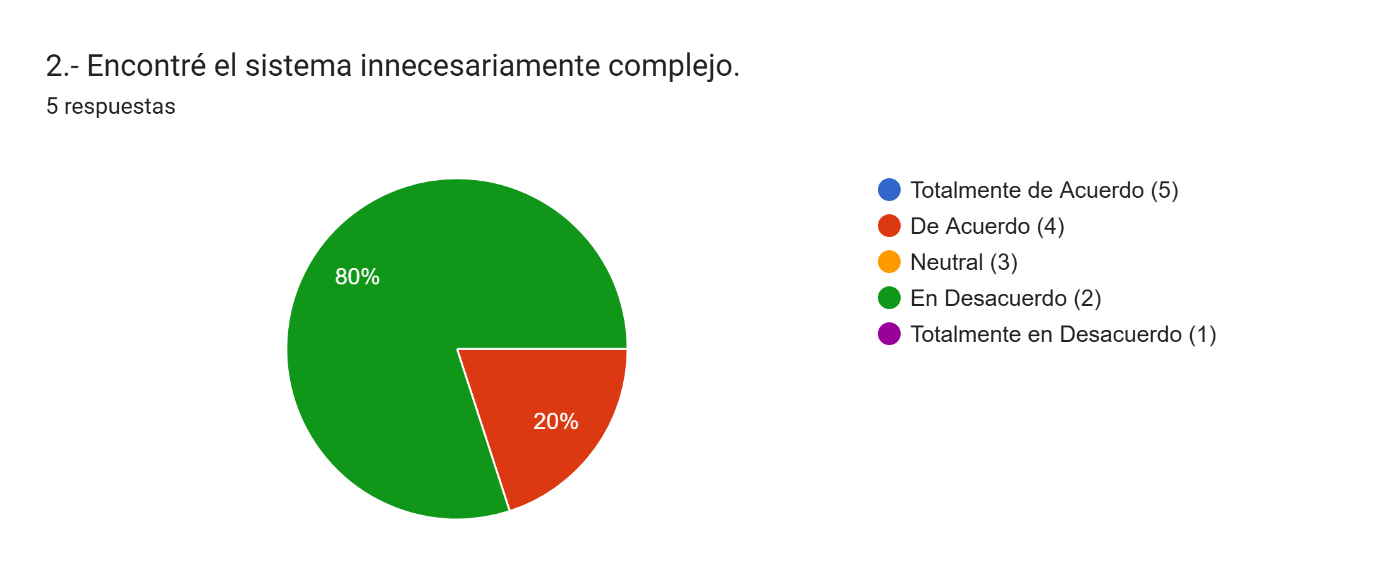 2.- Encontré el sistema innecesariamente complejo.
5 respuestas
Totalmente de Acuerdo (5)
De Acuerdo (4)
Neutral (3)
En Desacuerdo (2)
Totalmente en Desacuerdo (1)
80%
20%